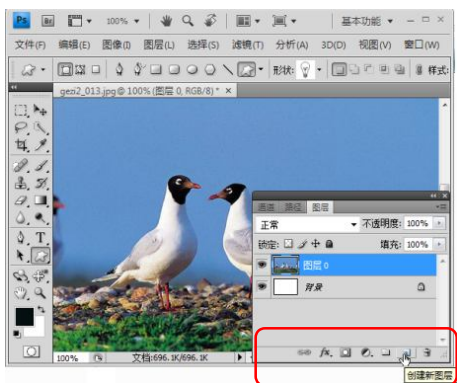 Ps Br 100% 基本功能
文件(F) 编辑(E) 图像(I) 图层(L) 选择(S) 滤镜(T) 分析(A) 3D(D) 视图(V) 窗口(W)
形状: 样式:
gezi2_013.jpg @ 100% (图层 0, RGB/8) * ×
通道 路径 图层
正常 不透明度: 100%
锁定: 填充: 100%
图层 0
背景
100% 文档:696.1K/696.1K
fx.
创建新图层